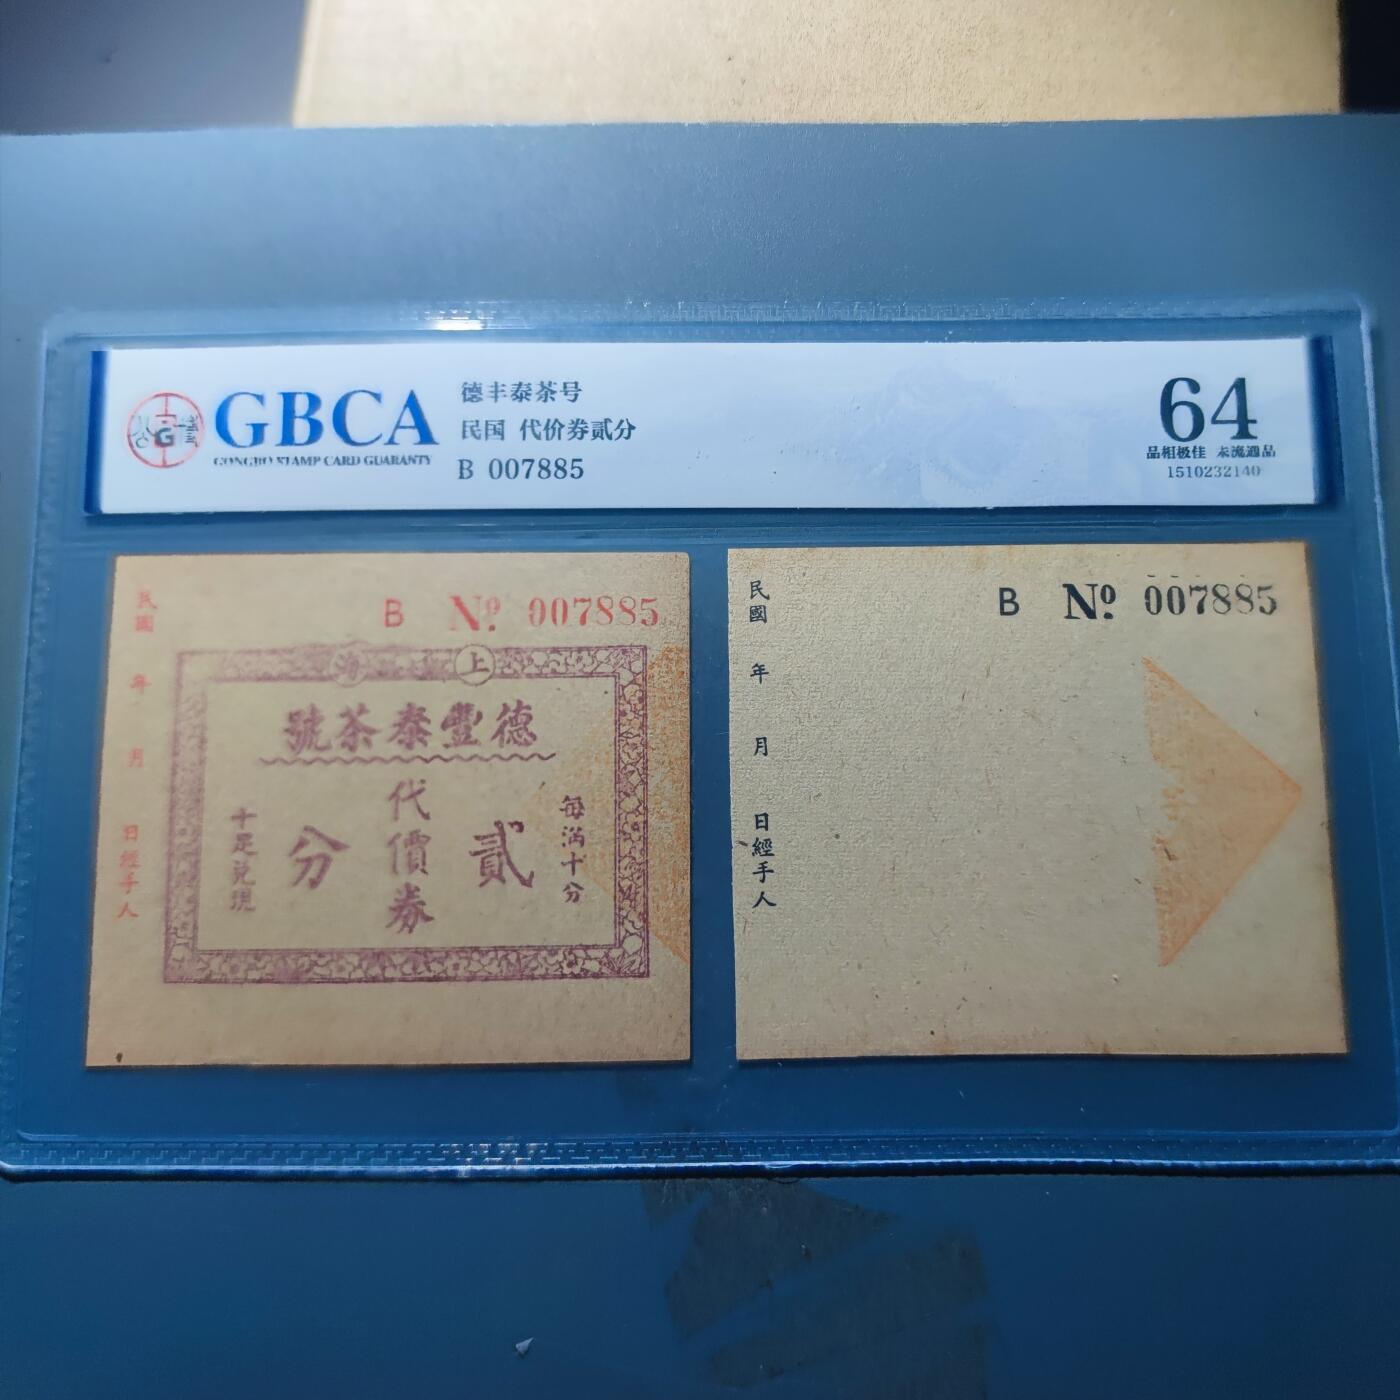 GBCA
GONGBO STAMP CARD GUARANTY
德丰泰茶号
民国 代价券贰分
B 007885
64
品相极佳 未流通品
1510232140
B Nº 007885
民國 年 月 日經手人
上海
德豐泰茶號
每滿十分
貳
代價券
分
十足兌現
B Nº 007885
民國 年 月 日經手人